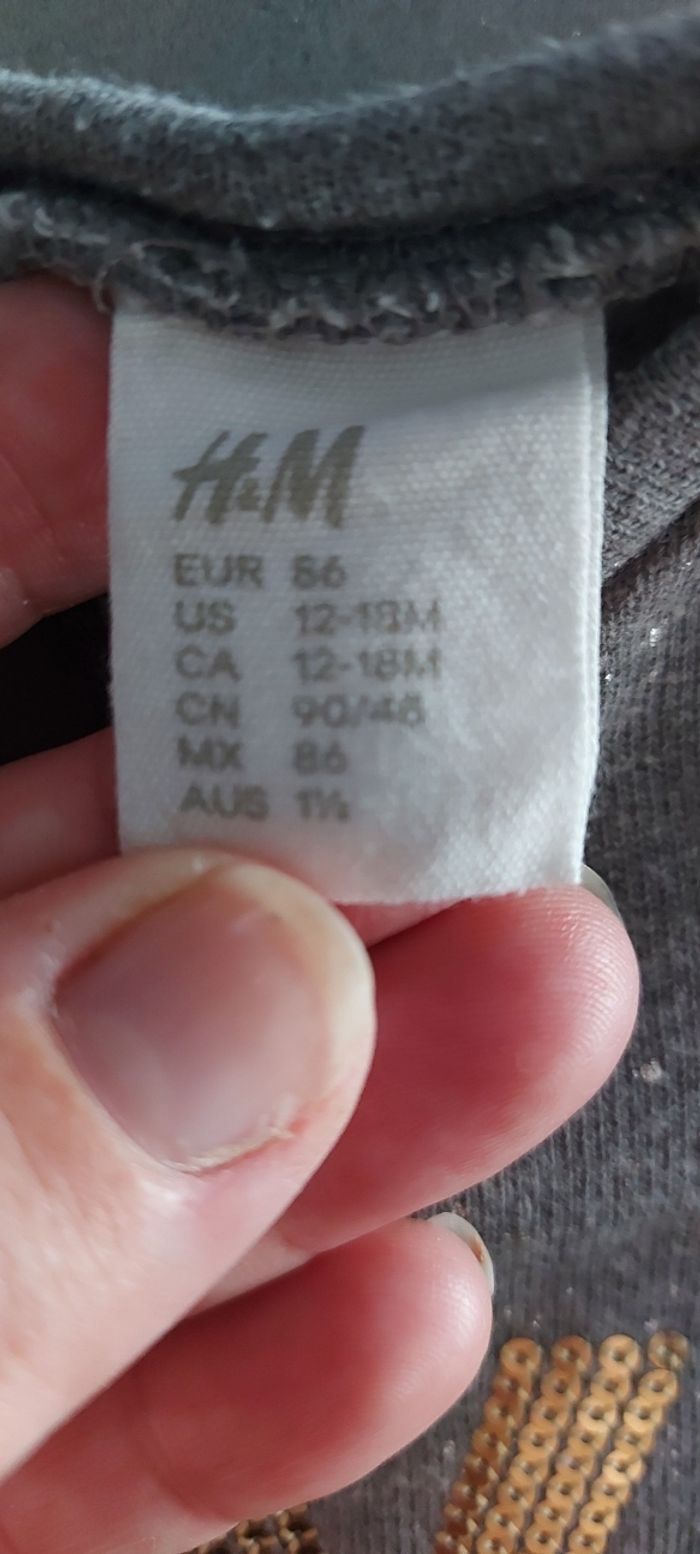 H&M
EUR 86
US 12-18M
CA 12-18M
CN 90/48
MX 86
AUS 1½